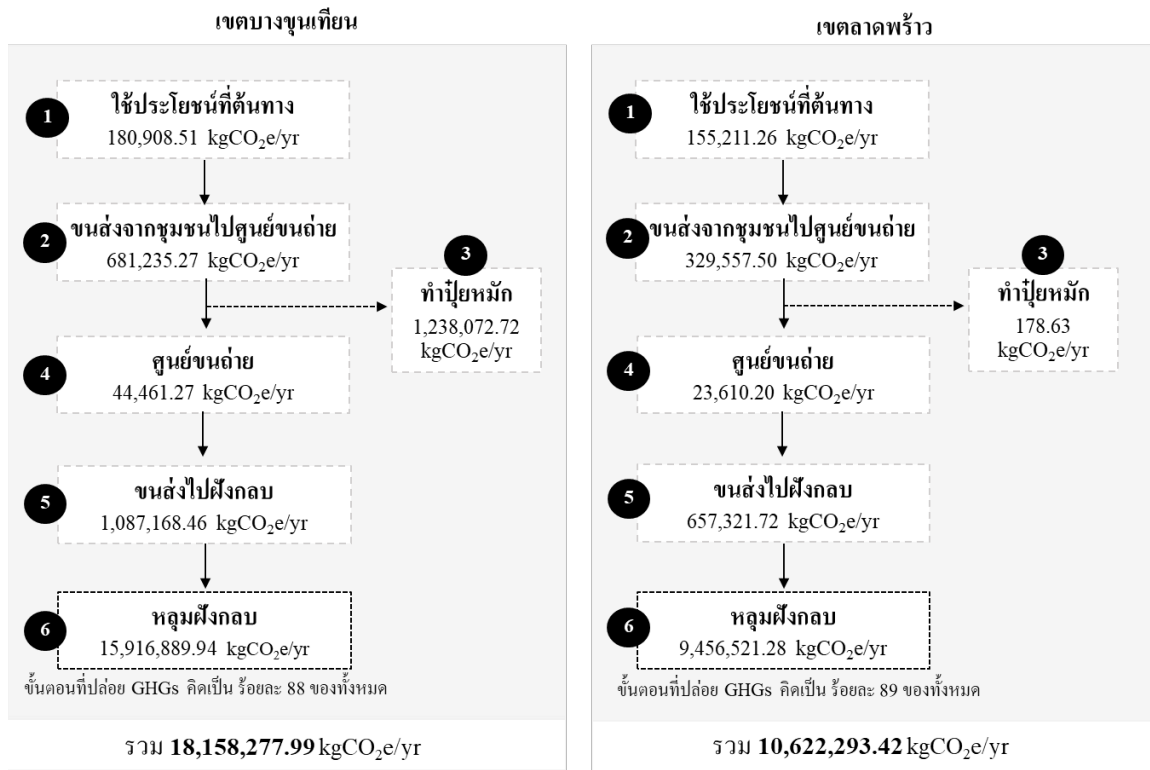 เขตบางขุนเทียน
1
ใช้ประโยชน์ที่ต้นทาง
180,908.51 kgCO₂e/yr
2
ขนส่งจากชุมชนไปศูนย์ขนถ่าย
681,235.27 kgCO₂e/yr
3
ทำปุ๋ยหมัก
1,238,072.72
kgCO₂e/yr
4
ศูนย์ขนถ่าย
44,461.27 kgCO₂e/yr
5
ขนส่งไปฝังกลบ
1,087,168.46 kgCO₂e/yr
6
หลุมฝังกลบ
15,916,889.94 kgCO₂e/yr
ขั้นตอนที่ปล่อย GHGs คิดเป็น ร้อยละ 88 ของทั้งหมด
รวม 18,158,277.99 kgCO₂e/yr
เขตลาดพร้าว
1
ใช้ประโยชน์ที่ต้นทาง
155,211.26 kgCO₂e/yr
2
ขนส่งจากชุมชนไปศูนย์ขนถ่าย
329,557.50 kgCO₂e/yr
3
ทำปุ๋ยหมัก
178.63
kgCO₂e/yr
4
ศูนย์ขนถ่าย
23,610.20 kgCO₂e/yr
5
ขนส่งไปฝังกลบ
657,321.72 kgCO₂e/yr
6
หลุมฝังกลบ
9,456,521.28 kgCO₂e/yr
ขั้นตอนที่ปล่อย GHGs คิดเป็น ร้อยละ 89 ของทั้งหมด
รวม 10,622,293.42 kgCO₂e/yr